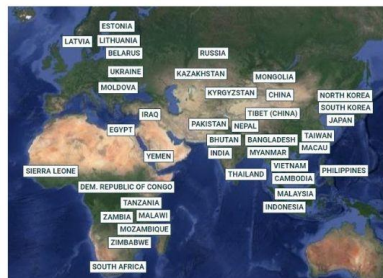 ESTONIA
LATVIA
LITHUANIA
BELARUS
RUSSIA
UKRAINE
KAZAKHSTAN
MONGOLIA
MOLDOVA
KYRGYZSTAN
CHINA
NORTH KOREA
SOUTH KOREA
IRAQ
TIBET (CHINA)
JAPAN
EGYPT
PAKISTAN
NEPAL
TAIWAN
BHUTAN
BANGLADESH
MACAU
YEMEN
INDIA
MYANMAR
VIETNAM
SIERRA LEONE
THAILAND
CAMBODIA
PHILIPPINES
DEM. REPUBLIC OF CONGO
MALAYSIA
TANZANIA
INDONESIA
ZAMBIA
MALAWI
MOZAMBIQUE
ZIMBABWE
SOUTH AFRICA